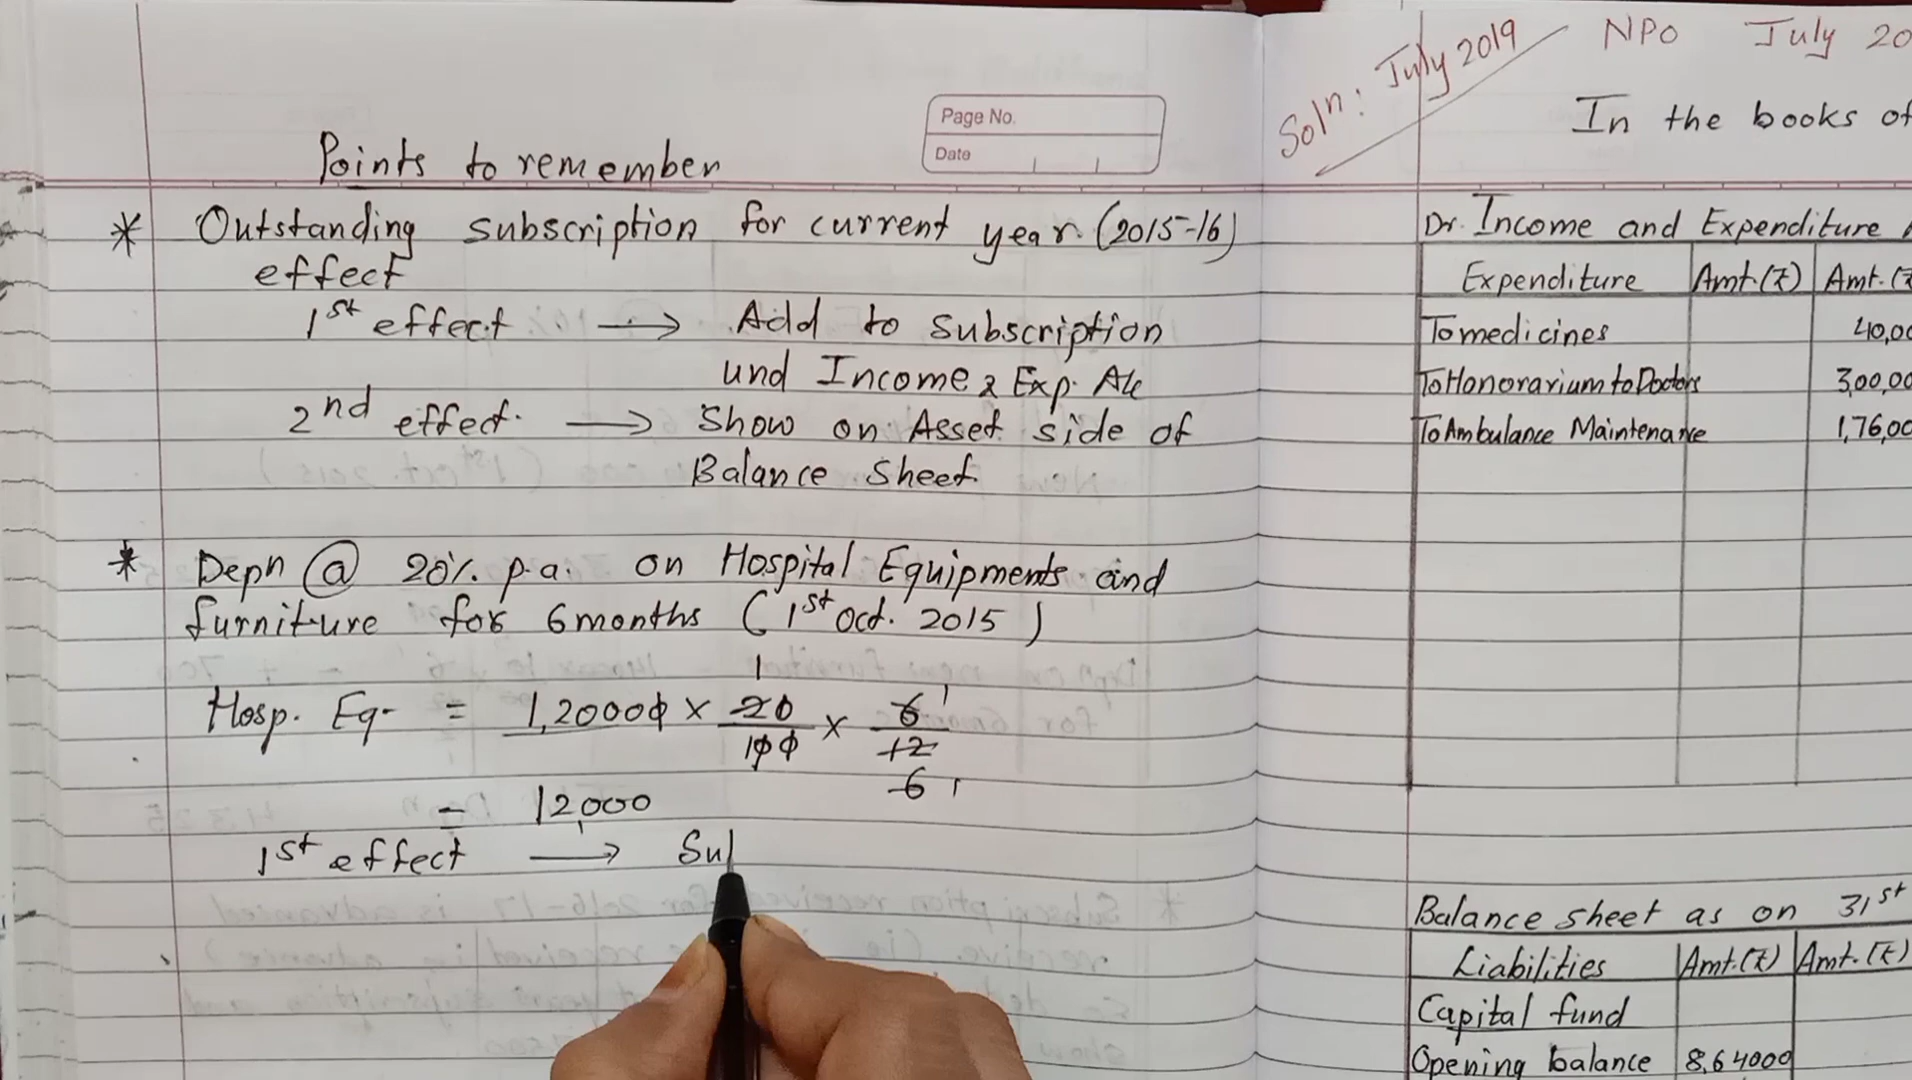 Points to remember
Page No.
Date
* Outstanding subscription for current year (2015-16)
effect
1st effect → Add to subscription
und Income & Exp. A/c
2nd effect. → Show on Asset side of
Balance Sheet.
* Depn @ 20% p.a. on Hospital Equipments and
furniture for 6 months (1st Oct. 2015)
1
Hosp. Eq. = 1,20000 × 20/100 × 6/12 1
6 1
= 12,000
1st effect → Sul
Soln: July 2019
NPO July 20
In the books of
Dr. Income and Expenditure A
Expenditure Amt.(₹) Amt.(₹
To medicines 40,00
To Honorarium to Doctors 3,00,00
To Ambulance Maintenance 1,76,00
Balance sheet as on 31st
Liabilities Amt.(₹) Amt.(₹)
Capital fund
Opening balance 8,64000